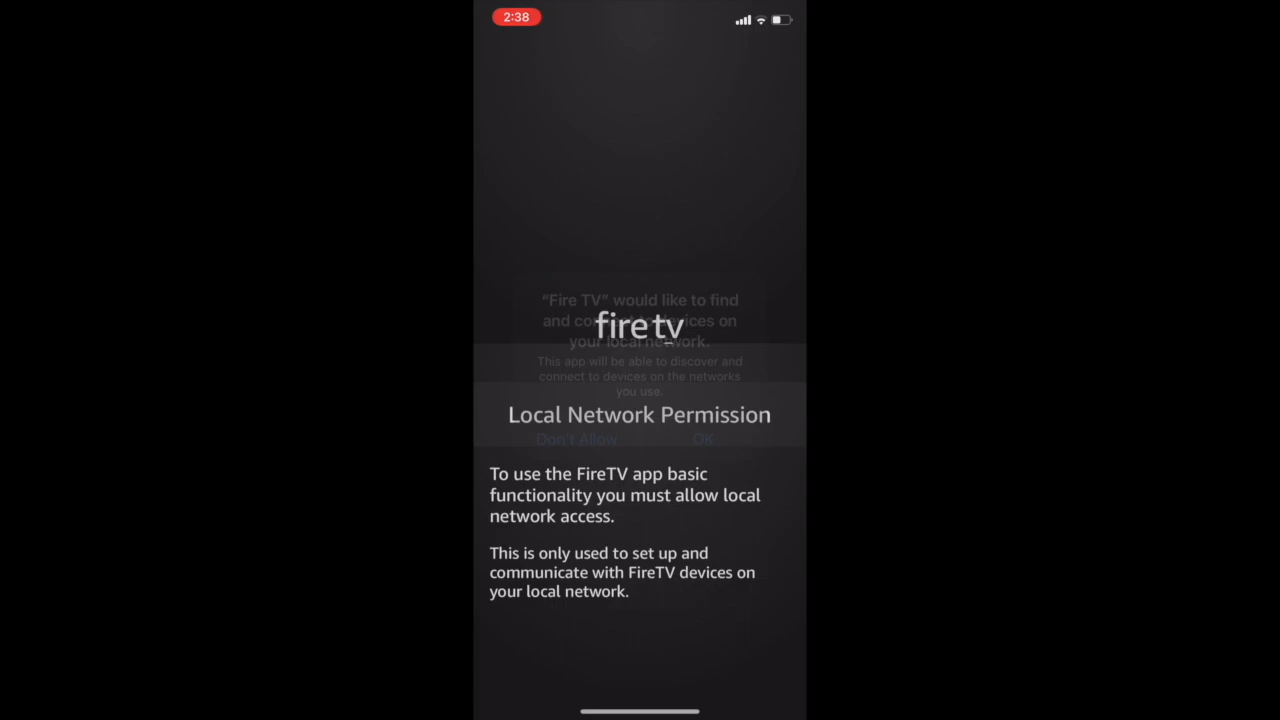 2:38
“Fire TV” would like to find
and connect to devices on
your local network.
fire tv
This app will be able to discover and
connect to devices on the networks
you use.
Local Network Permission
Don't Allow
OK
To use the FireTV app basic
functionality you must allow local
network access.
This is only used to set up and
communicate with FireTV devices on
your local network.